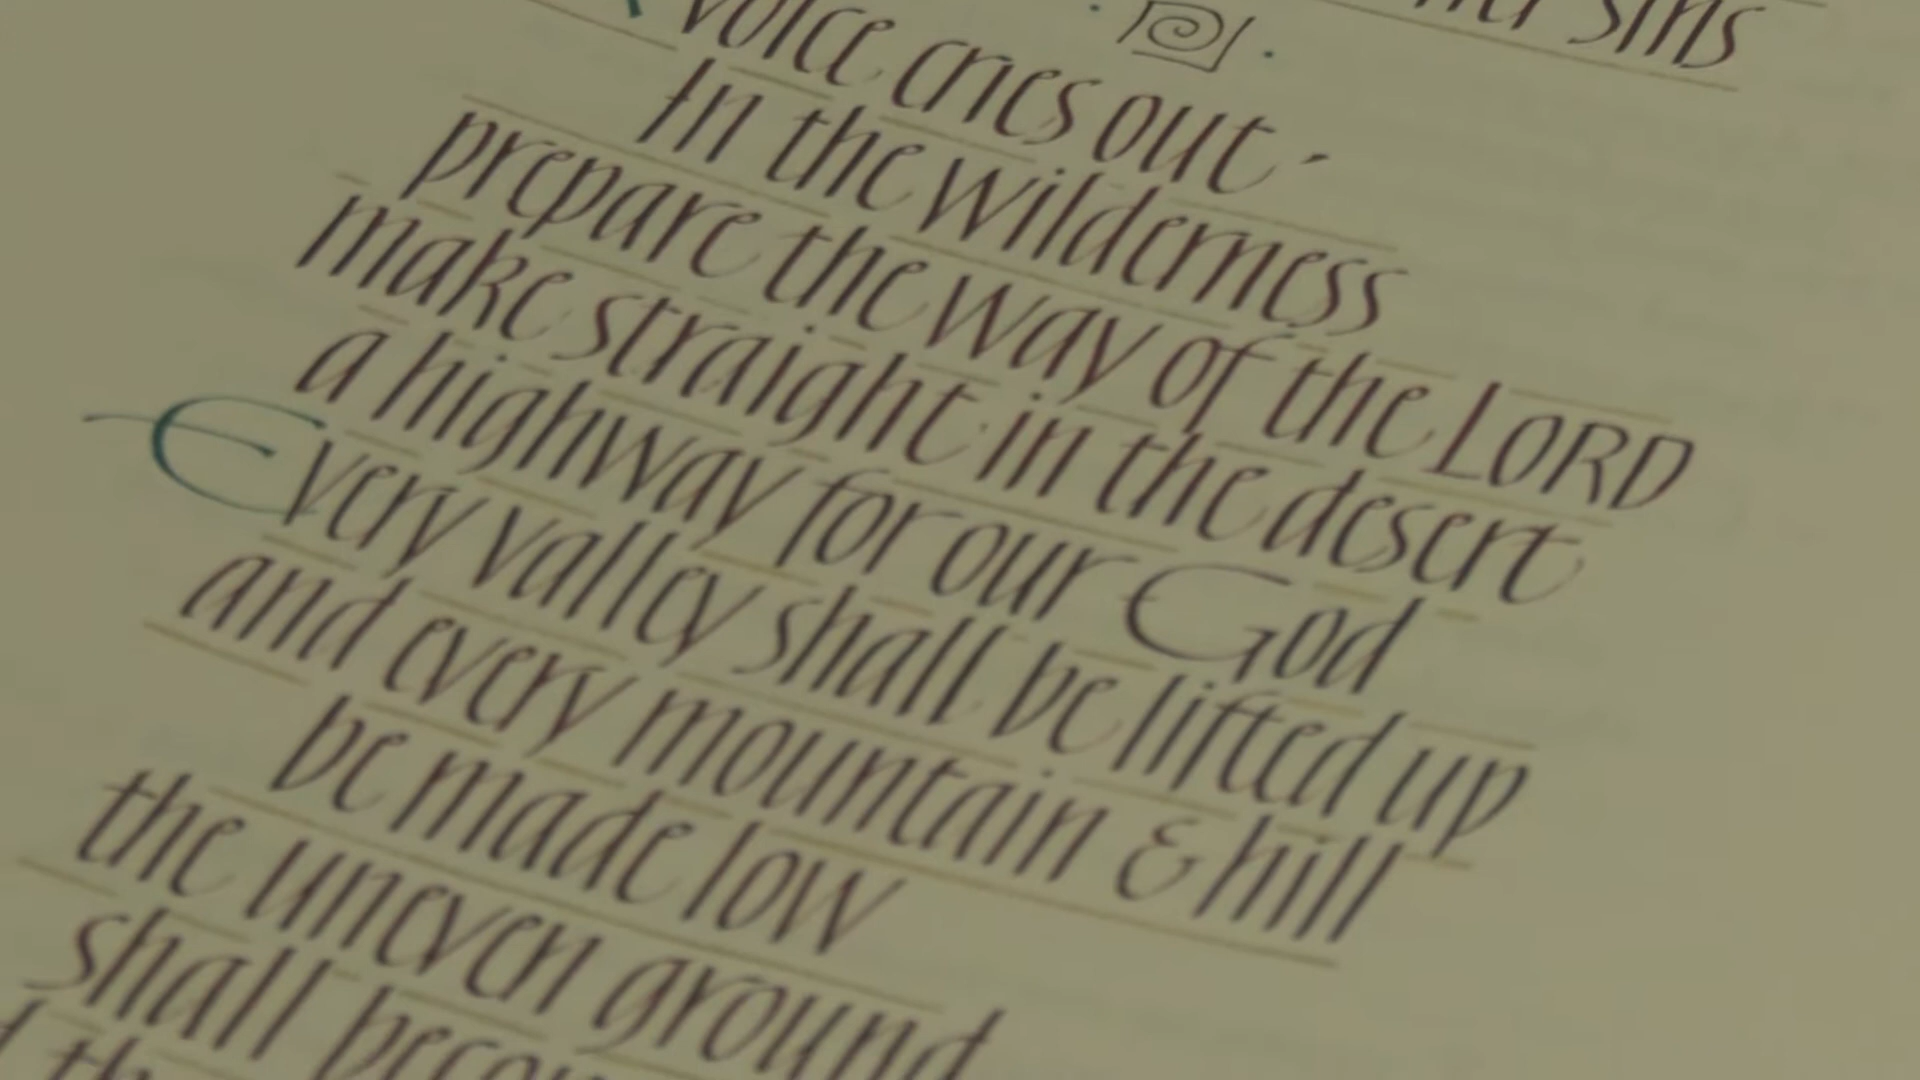 her sins
voice cries out -
In the wilderness
prepare the way of the LORD
make straight in the desert
a highway for our God
Every valley shall be lifted up
and every mountain & hill
be made low
the uneven ground
shall